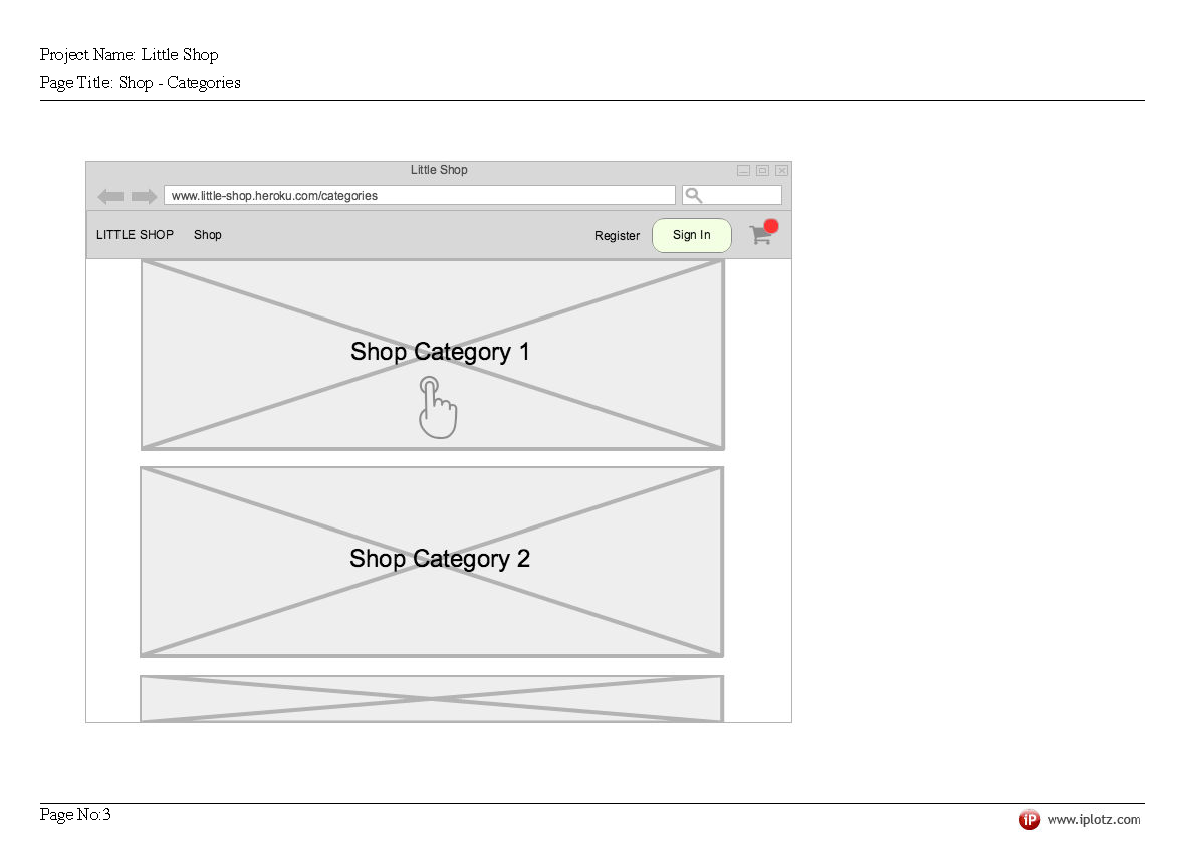 Project Name: Little Shop
Page Title: Shop - Categories
Little Shop
www.little-shop.heroku.com/categories
LITTLE SHOP Shop Register Sign In
Shop Category 1
Shop Category 2
Page No:3
iP www.iplotz.com